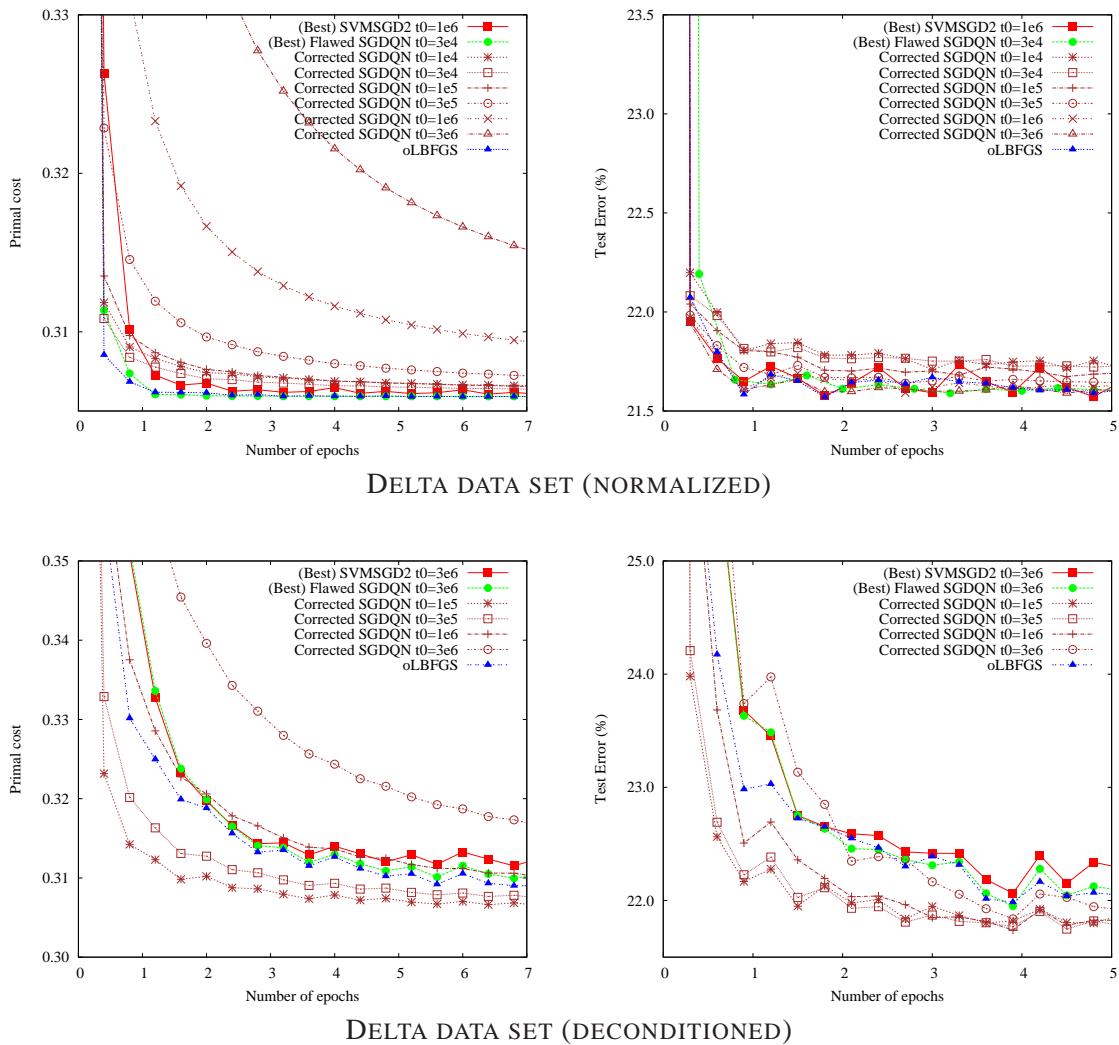 0.33
0.32
0.31
0 1 2 3 4 5 6 7
Primal cost
Number of epochs
(Best) SVMSGD2 t0=1e6
(Best) Flawed SGDQN t0=3e4
Corrected SGDQN t0=1e4
Corrected SGDQN t0=3e4
Corrected SGDQN t0=1e5
Corrected SGDQN t0=3e5
Corrected SGDQN t0=1e6
Corrected SGDQN t0=3e6
oLBFGS
23.5
23.0
22.5
22.0
21.5
0 1 2 3 4 5
Test Error (%)
Number of epochs
(Best) SVMSGD2 t0=1e6
(Best) Flawed SGDQN t0=3e4
Corrected SGDQN t0=1e4
Corrected SGDQN t0=3e4
Corrected SGDQN t0=1e5
Corrected SGDQN t0=3e5
Corrected SGDQN t0=1e6
Corrected SGDQN t0=3e6
oLBFGS
DELTA DATA SET (NORMALIZED)
0.35
0.34
0.33
0.32
0.31
0.30
0 1 2 3 4 5 6 7
Primal cost
Number of epochs
(Best) SVMSGD2 t0=3e6
(Best) Flawed SGDQN t0=3e6
Corrected SGDQN t0=1e5
Corrected SGDQN t0=3e5
Corrected SGDQN t0=1e6
Corrected SGDQN t0=3e6
oLBFGS
25.0
24.0
23.0
22.0
0 1 2 3 4 5
Test Error (%)
Number of epochs
(Best) SVMSGD2 t0=3e6
(Best) Flawed SGDQN t0=3e6
Corrected SGDQN t0=1e5
Corrected SGDQN t0=3e5
Corrected SGDQN t0=1e6
Corrected SGDQN t0=3e6
oLBFGS
DELTA DATA SET (DECONDITIONED)